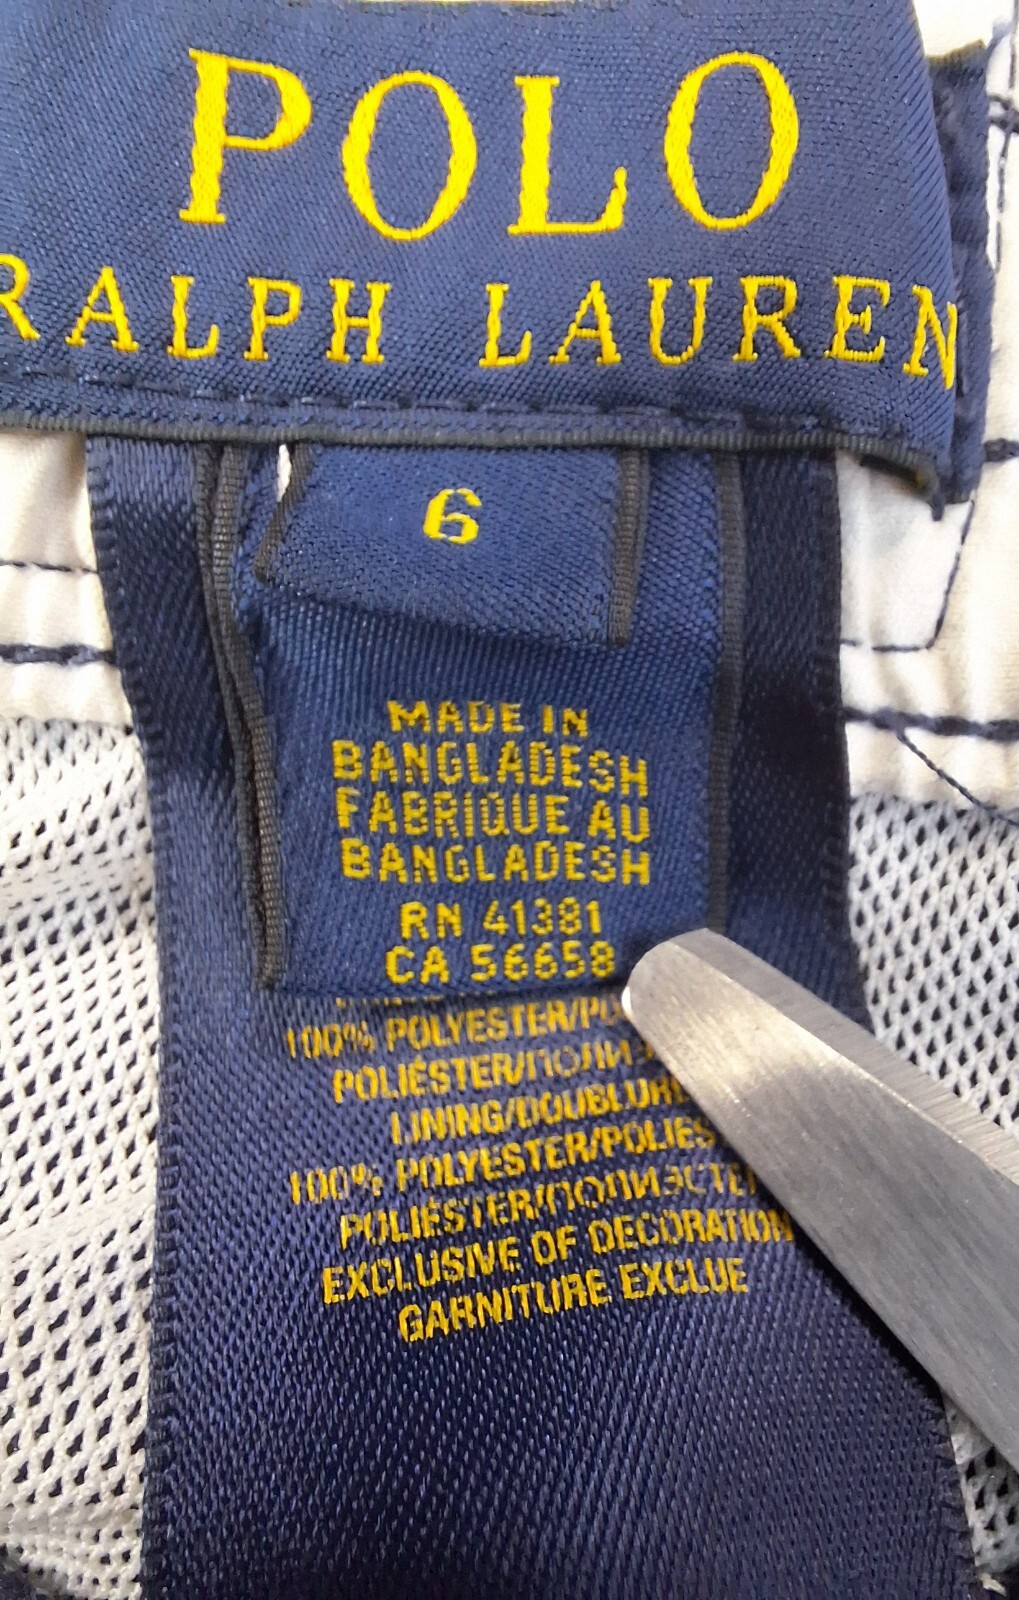 POLO
RALPH LAUREN
6
MADE IN
BANGLADESH
FABRIQUE AU
BANGLADESH
RN 41381
CA 56658
100% POLYESTER/
POLIÉSTER/
LINING/DOUBLURE
100% POLYESTER/
POLIÉSTER/
EXCLUSIVE OF DECORATION
GARNITURE EXCLUE